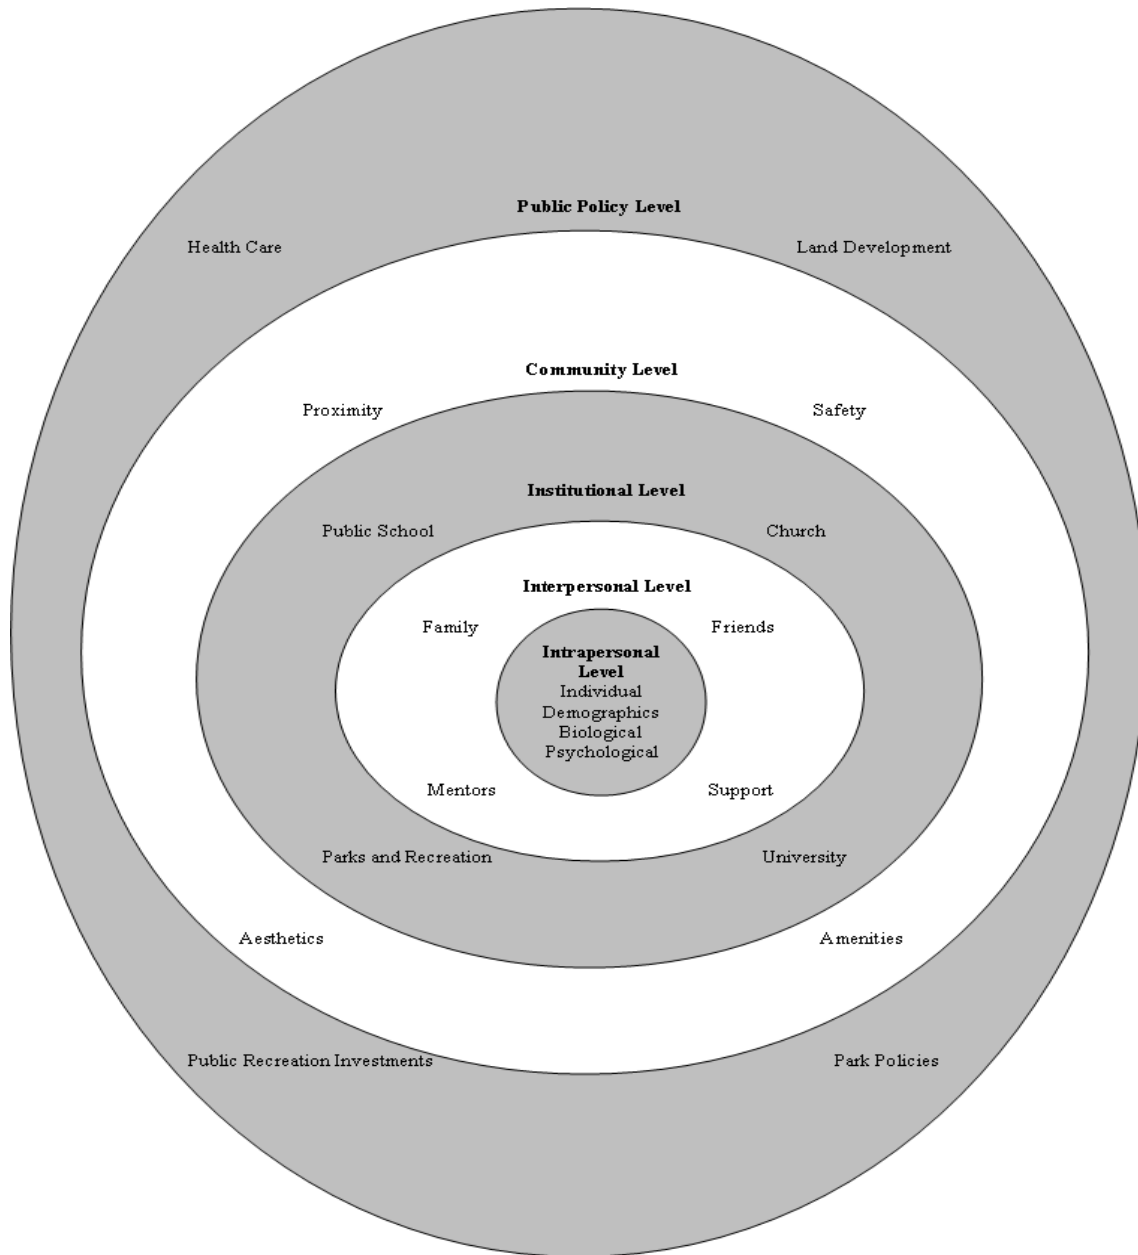 Public Policy Level
Health Care
Land Development
Community Level
Proximity
Safety
Institutional Level
Public School
Church
Interpersonal Level
Family
Friends
Intrapersonal
Level
Individual
Demographics
Biological
Psychological
Mentors
Support
Parks and Recreation
University
Aesthetics
Amenities
Public Recreation Investments
Park Policies